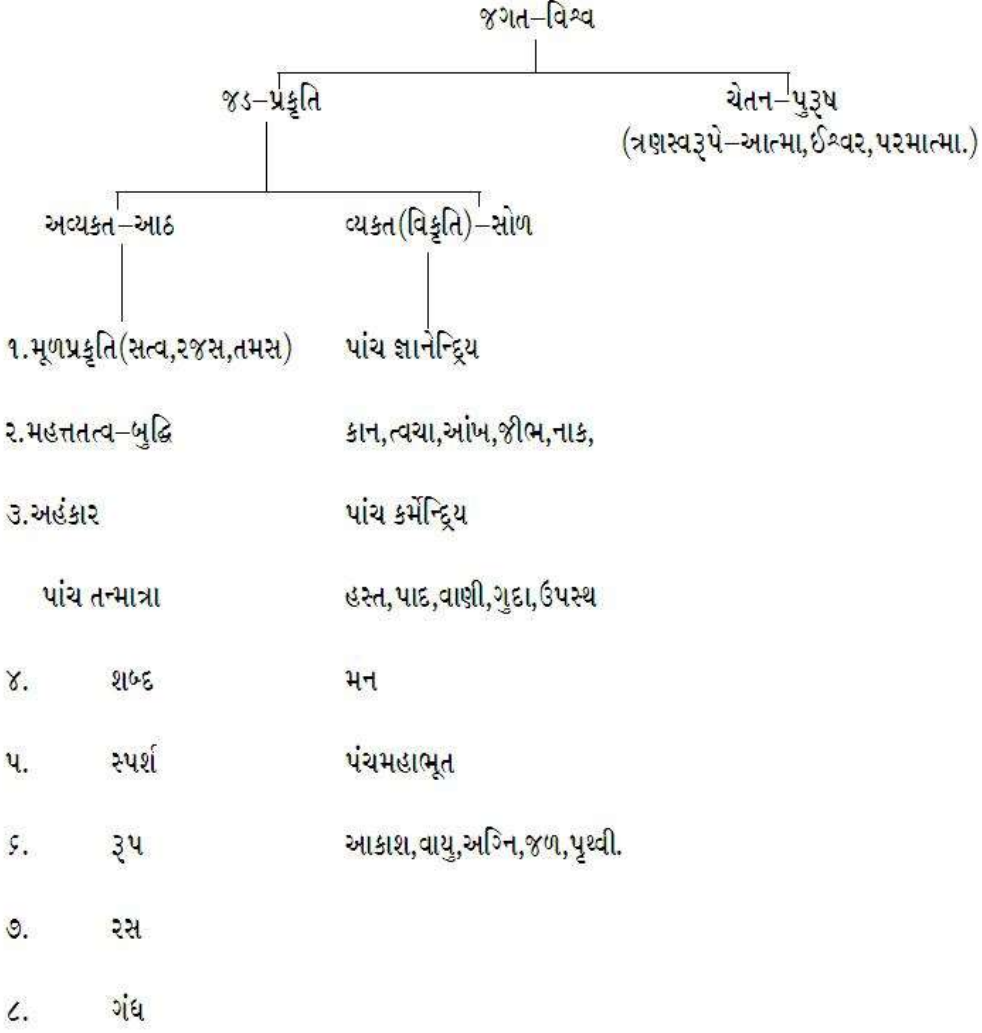 જગત–વિશ્વ
જડ–પ્રકૃતિ ચેતન–પુરૂષ
(ત્રણસ્વરૂપે–આત્મા,ઈશ્વર,પરમાત્મા.)
અવ્યકત–આઠ વ્યકત(વિકૃતિ)–સોળ
૧.મૂળપ્રકૃતિ(સત્વ,રજસ,તમસ) પાંચ જ્ઞાનેન્દ્રિય
૨.મહત્તતત્વ–બુદ્ધિ કાન,ત્વચા,આંખ,જીભ,નાક,
૩.અહંકાર પાંચ કર્મેન્દ્રિય
પાંચ તન્માત્રા હસ્ત,પાદ,વાણી,ગુદા,ઉપસ્થ
૪. શબ્દ મન
૫. સ્પર્શ પંચમહાભૂત
૬. રૂપ આકાશ,વાયુ,અગ્નિ,જળ,પૃથ્વી.
૭. રસ
૮. ગંધ